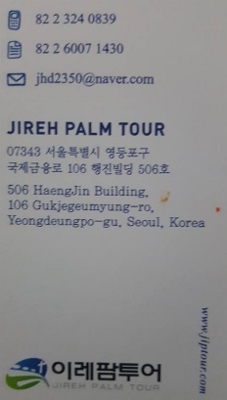 82 2 324 0839
82 2 6007 1430
jhd2350@naver.com
JIREH PALM TOUR
07343 서울특별시 영등포구
국제금융로 106 행진빌딩 506호
506 HaengJin Building,
106 Gukjegeumyung-ro,
Yeongdeungpo-gu, Seoul, Korea
www.jiptour.com
이레팜투어
JIREH PALM TOUR